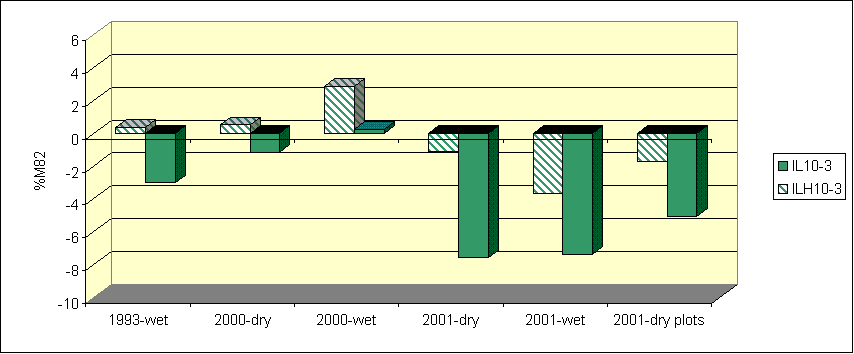 6
4
2
0
-2
-4
-6
-8
-10
%M82
1993-wet
2000-dry
2000-wet
2001-dry
2001-wet
2001-dry plots
IL10-3
ILH10-3